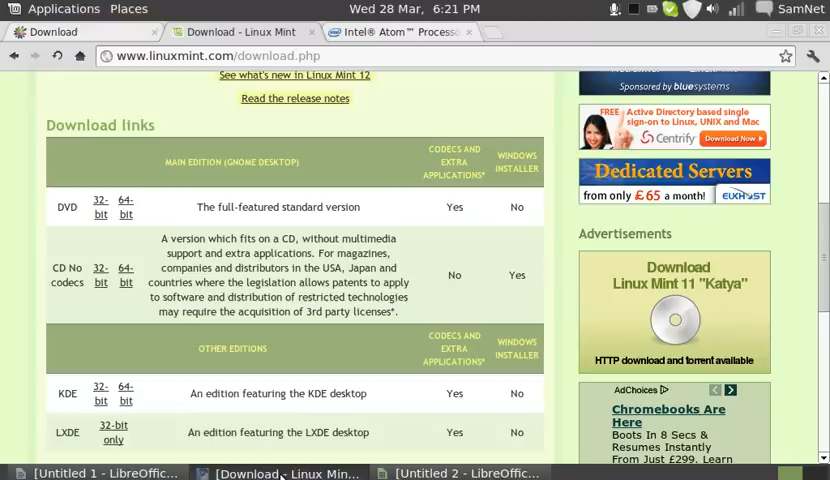 Applications Places Wed 28 Mar, 6:21 PM SamNet
Download Download - Linux Mint Intel® Atom™ Process
www.linuxmint.com/download.php
See what's new in Linux Mint 12
Read the release notes
Download links
MAIN EDITION (GNOME DESKTOP) CODECS AND EXTRA APPLICATIONS* WINDOWS INSTALLER
DVD 32-bit 64-bit The full-featured standard version Yes No
CD No codecs 32-bit 64-bit
A version which fits on a CD, without multimedia
support and extra applications. For magazines,
companies and distributors in the USA, Japan and
countries where the legislation allows patents to apply
to software and distribution of restricted technologies
may require the acquisition of 3rd party licenses*.
No Yes
OTHER EDITIONS CODECS AND EXTRA APPLICATIONS* WINDOWS INSTALLER
KDE 32-bit 64-bit An edition featuring the KDE desktop Yes No
LXDE 32-bit only An edition featuring the LXDE desktop Yes No
Sponsored by bluesystems
FREE Active Directory based single
sign-on to Linux, UNIX and Mac
Centrify Download Now
Dedicated Servers
from only £65 a month! EUKHOST
Advertisements
Download
Linux Mint 11 "Katya"
HTTP download and torrent available
AdChoices
Chromebooks Are
Here
Boots In 8 Secs &
Resumes Instantly
From Just £299. Learn
[Untitled 1 - LibreOffic... [Download - Linux Min... [Untitled 2 - LibreOffic...